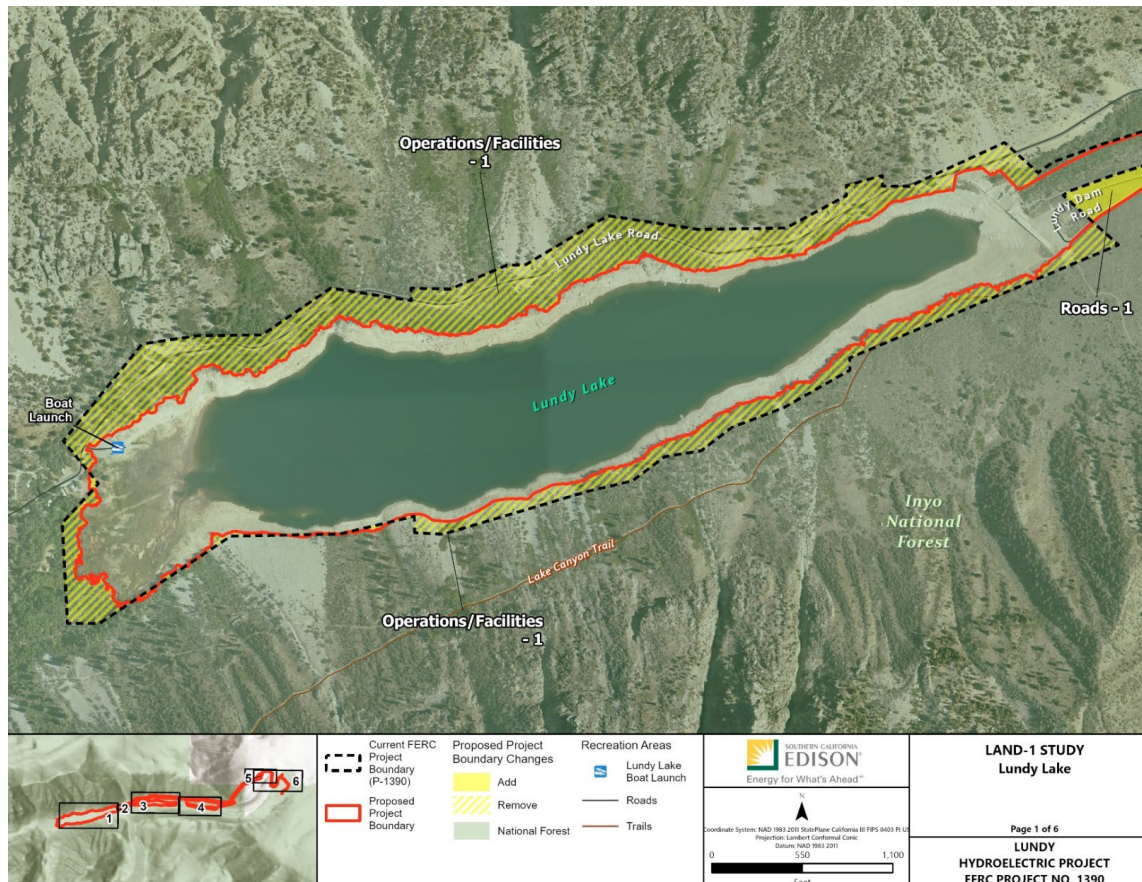 Operations/Facilities
- 1
Lundy Lake Road
Lundy Dam
Road
Roads - 1
Boat
Launch
Lundy Lake
Inyo
National
Forest
Lake Canyon Trail
Operations/Facilities
- 1
1
2
3
4
5
6
Current FERC
Project
Boundary
(P-1390)
Proposed
Project
Boundary
Proposed Project
Boundary Changes
Add
Remove
National Forest
Recreation Areas
Lundy Lake
Boat Launch
Roads
Trails
SOUTHERN CALIFORNIA
EDISON
Energy for What's Ahead™
N
Coordinate System: NAD 1983 2011 StatePlane California III FIPS 0403 Ft US
Projection: Lambert Conformal Conic
Datum: NAD 1983 2011
0 550 1,100
Feet
LAND-1 STUDY
Lundy Lake
Page 1 of 6
LUNDY
HYDROELECTRIC PROJECT
FERC PROJECT NO. 1390